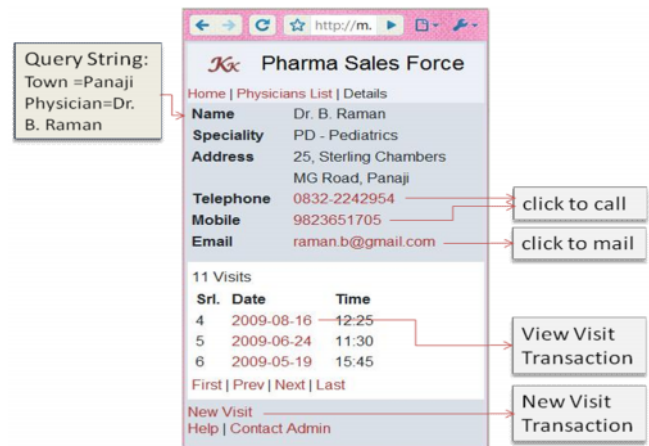 http://m.
Query String:
Town =Panaji
Physician=Dr.
B. Raman
Kx Pharma Sales Force
Home | Physicians List | Details
Name Dr. B. Raman
Speciality PD - Pediatrics
Address 25, Sterling Chambers
MG Road, Panaji
Telephone 0832-2242954
Mobile 9823651705
Email raman.b@gmail.com
click to call
click to mail
11 Visits
Srl. Date Time
4 2009-08-16 12:25
5 2009-06-24 11:30
6 2009-05-19 15:45
First | Prev | Next | Last
View Visit
Transaction
New Visit
Help | Contact Admin
New Visit
Transaction